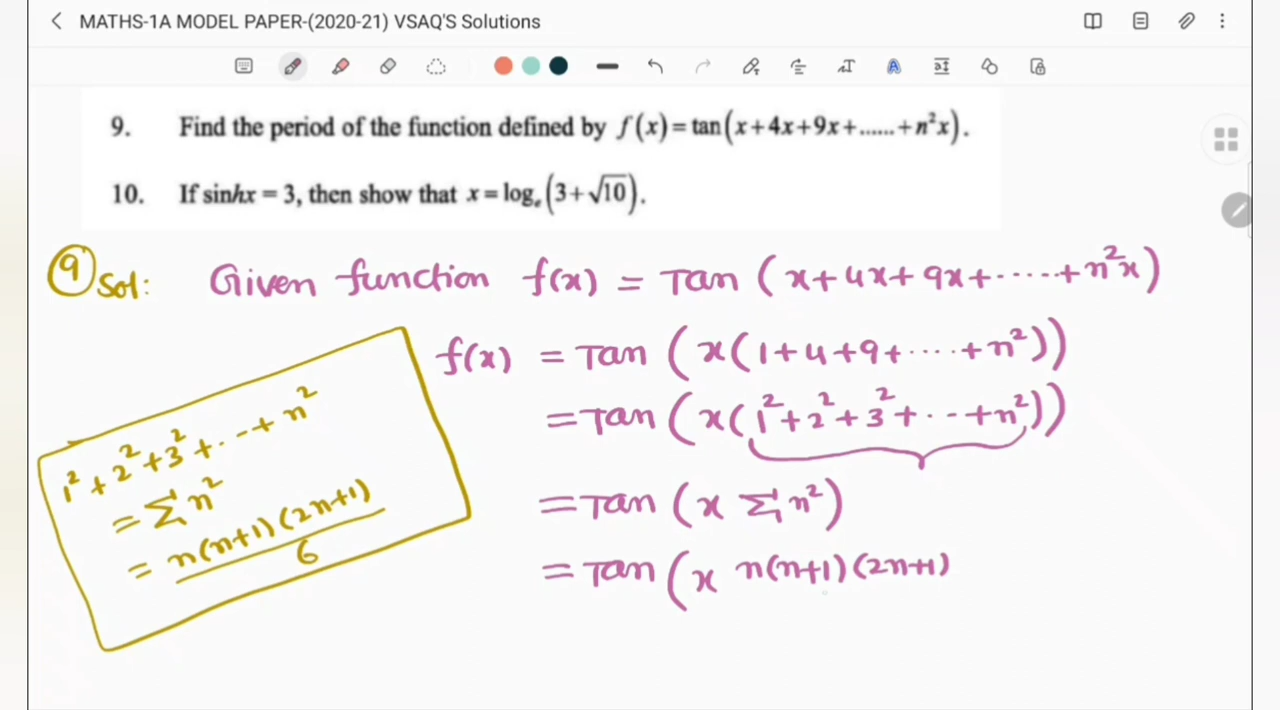 MATHS-1A MODEL PAPER-(2020-21) VSAQ'S Solutions
9. Find the period of the function defined by f(x)=tan(x+4x+9x+......+n²x).
10. If sinhx = 3, then show that x=logₑ(3+√10).
9 Sol: Given function f(x) = Tan (x+4x+9x+.....+n²x)
f(x) = Tan (x(1+4+9+....+n²))
=Tan (x(1²+2²+3²+...+n²))
=Tan (x Σn²)
=Tan (x n(n+1)(2n+1)
1²+2²+3²+...+n²
=Σn²
= n(n+1)(2n+1)
6